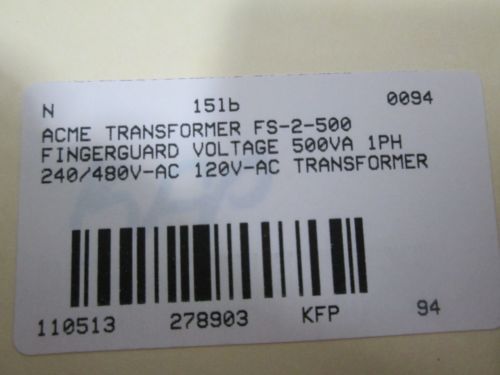 N 15lb 0094
ACME TRANSFORMER FS-2-500
FINGERGUARD VOLTAGE 500VA 1PH
240/480V-AC 120V-AC TRANSFORMER
110513 278903 KFP 94